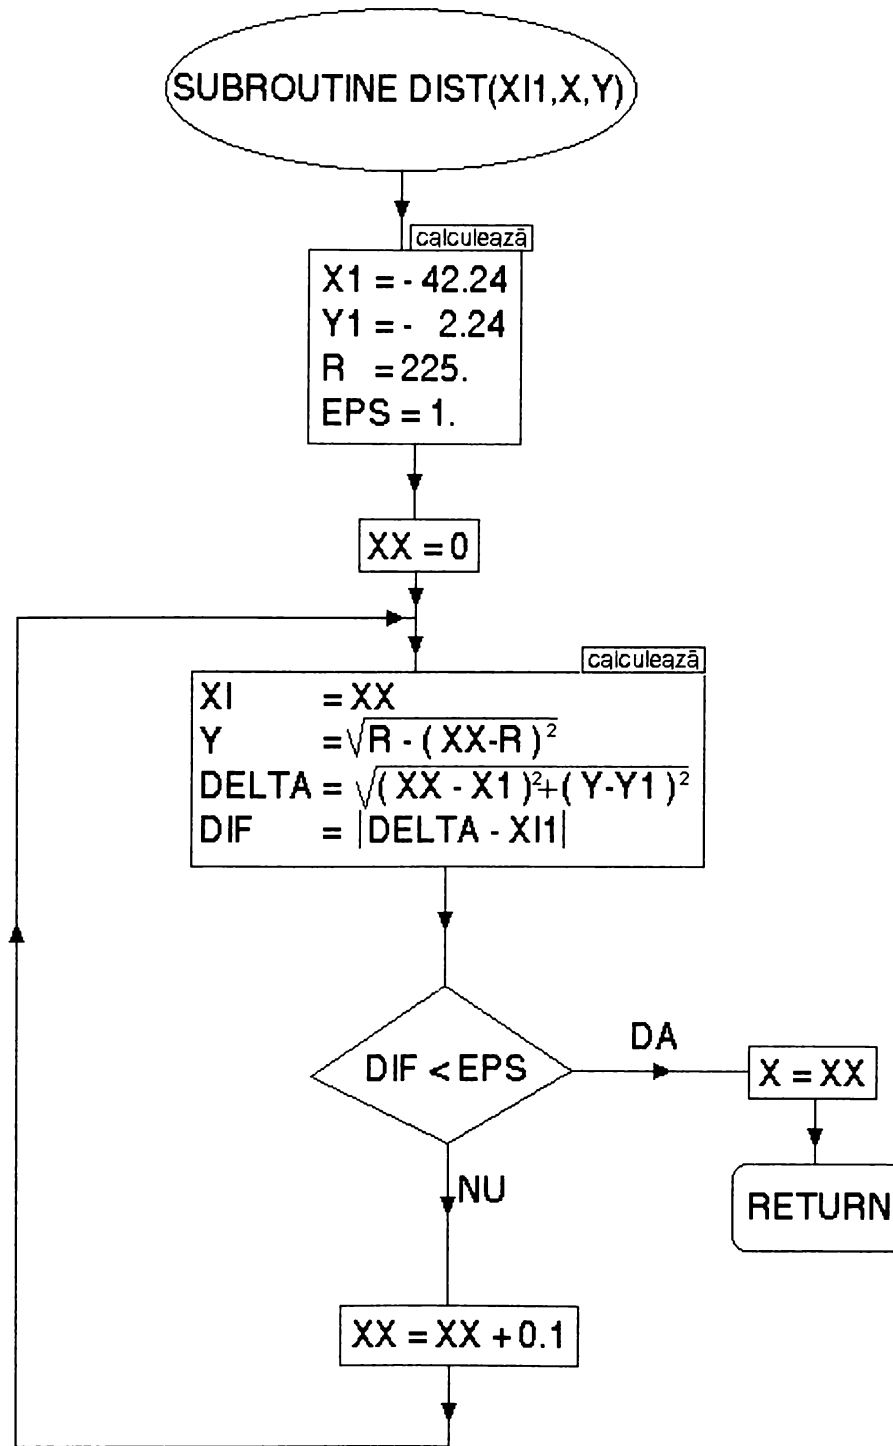 SUBROUTINE DIST(XI1,X,Y)
calculează
X1 = - 42.24
Y1 = - 2.24
R = 225.
EPS = 1.
XX = 0
calculează
XI = XX
Y = √R - ( XX-R )²
DELTA = √( XX - X1 )²+( Y-Y1 )²
DIF = |DELTA - XI1|
DIF < EPS
DA
X = XX
RETURN
NU
XX = XX + 0.1